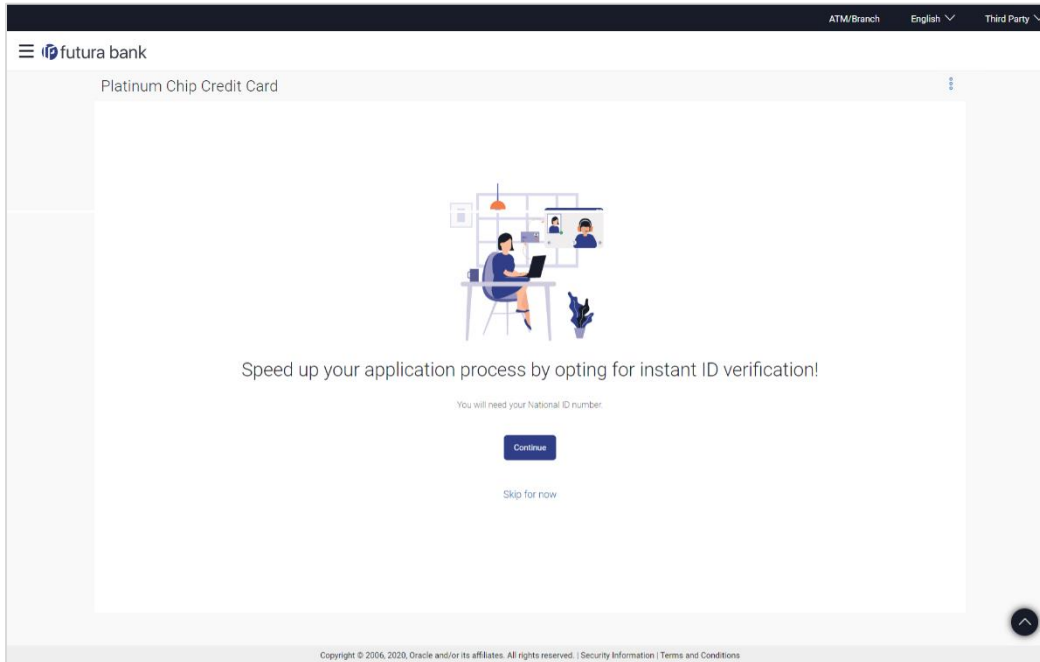 ATM/Branch English Third Party
futura bank
Platinum Chip Credit Card
Speed up your application process by opting for instant ID verification!
You will need your National ID number.
Continue
Skip for now
Copyright © 2006, 2020, Oracle and/or its affiliates. All rights reserved. | Security Information | Terms and Conditions